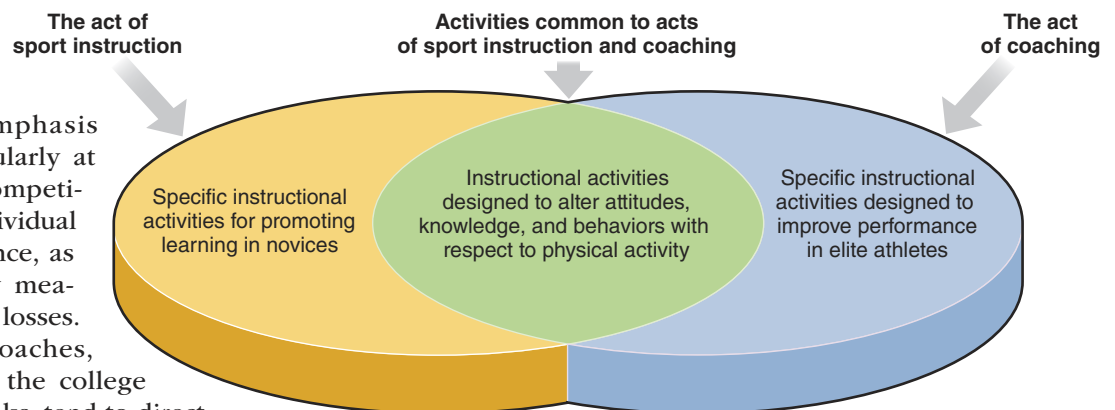 The act of
sport instruction
Activities common to acts
of sport instruction and coaching
The act
of coaching
Specific instructional
activities for promoting
learning in novices
Instructional activities
designed to alter attitudes,
knowledge, and behaviors with
respect to physical activity
Specific instructional
activities designed to
improve performance
in elite athletes
mphasis
ularly at
ompeti-
ividual
nce, as
mea-
losses.
oaches,
the college
tend to direct